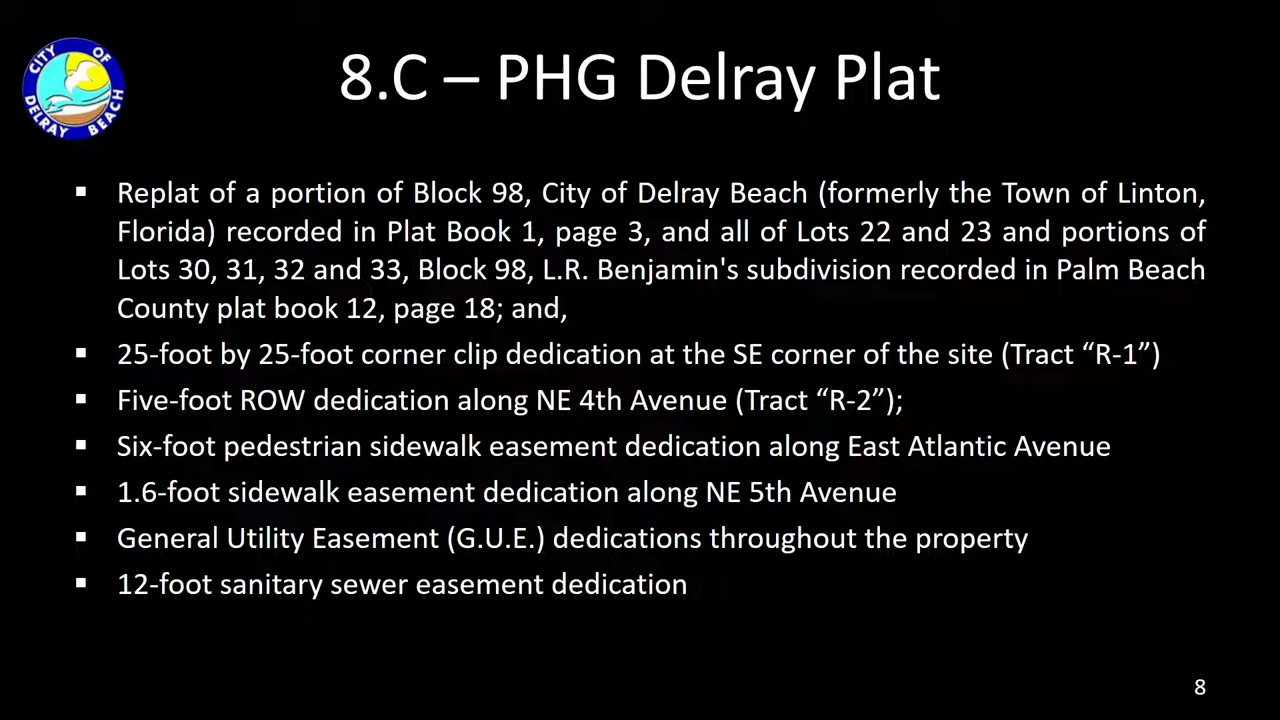 CITY OF
DELRAY BEACH
8.C – PHG Delray Plat
▪ Replat of a portion of Block 98, City of Delray Beach (formerly the Town of Linton,
Florida) recorded in Plat Book 1, page 3, and all of Lots 22 and 23 and portions of
Lots 30, 31, 32 and 33, Block 98, L.R. Benjamin's subdivision recorded in Palm Beach
County plat book 12, page 18; and,
▪ 25-foot by 25-foot corner clip dedication at the SE corner of the site (Tract “R-1”)
▪ Five-foot ROW dedication along NE 4th Avenue (Tract “R-2”);
▪ Six-foot pedestrian sidewalk easement dedication along East Atlantic Avenue
▪ 1.6-foot sidewalk easement dedication along NE 5th Avenue
▪ General Utility Easement (G.U.E.) dedications throughout the property
▪ 12-foot sanitary sewer easement dedication
8